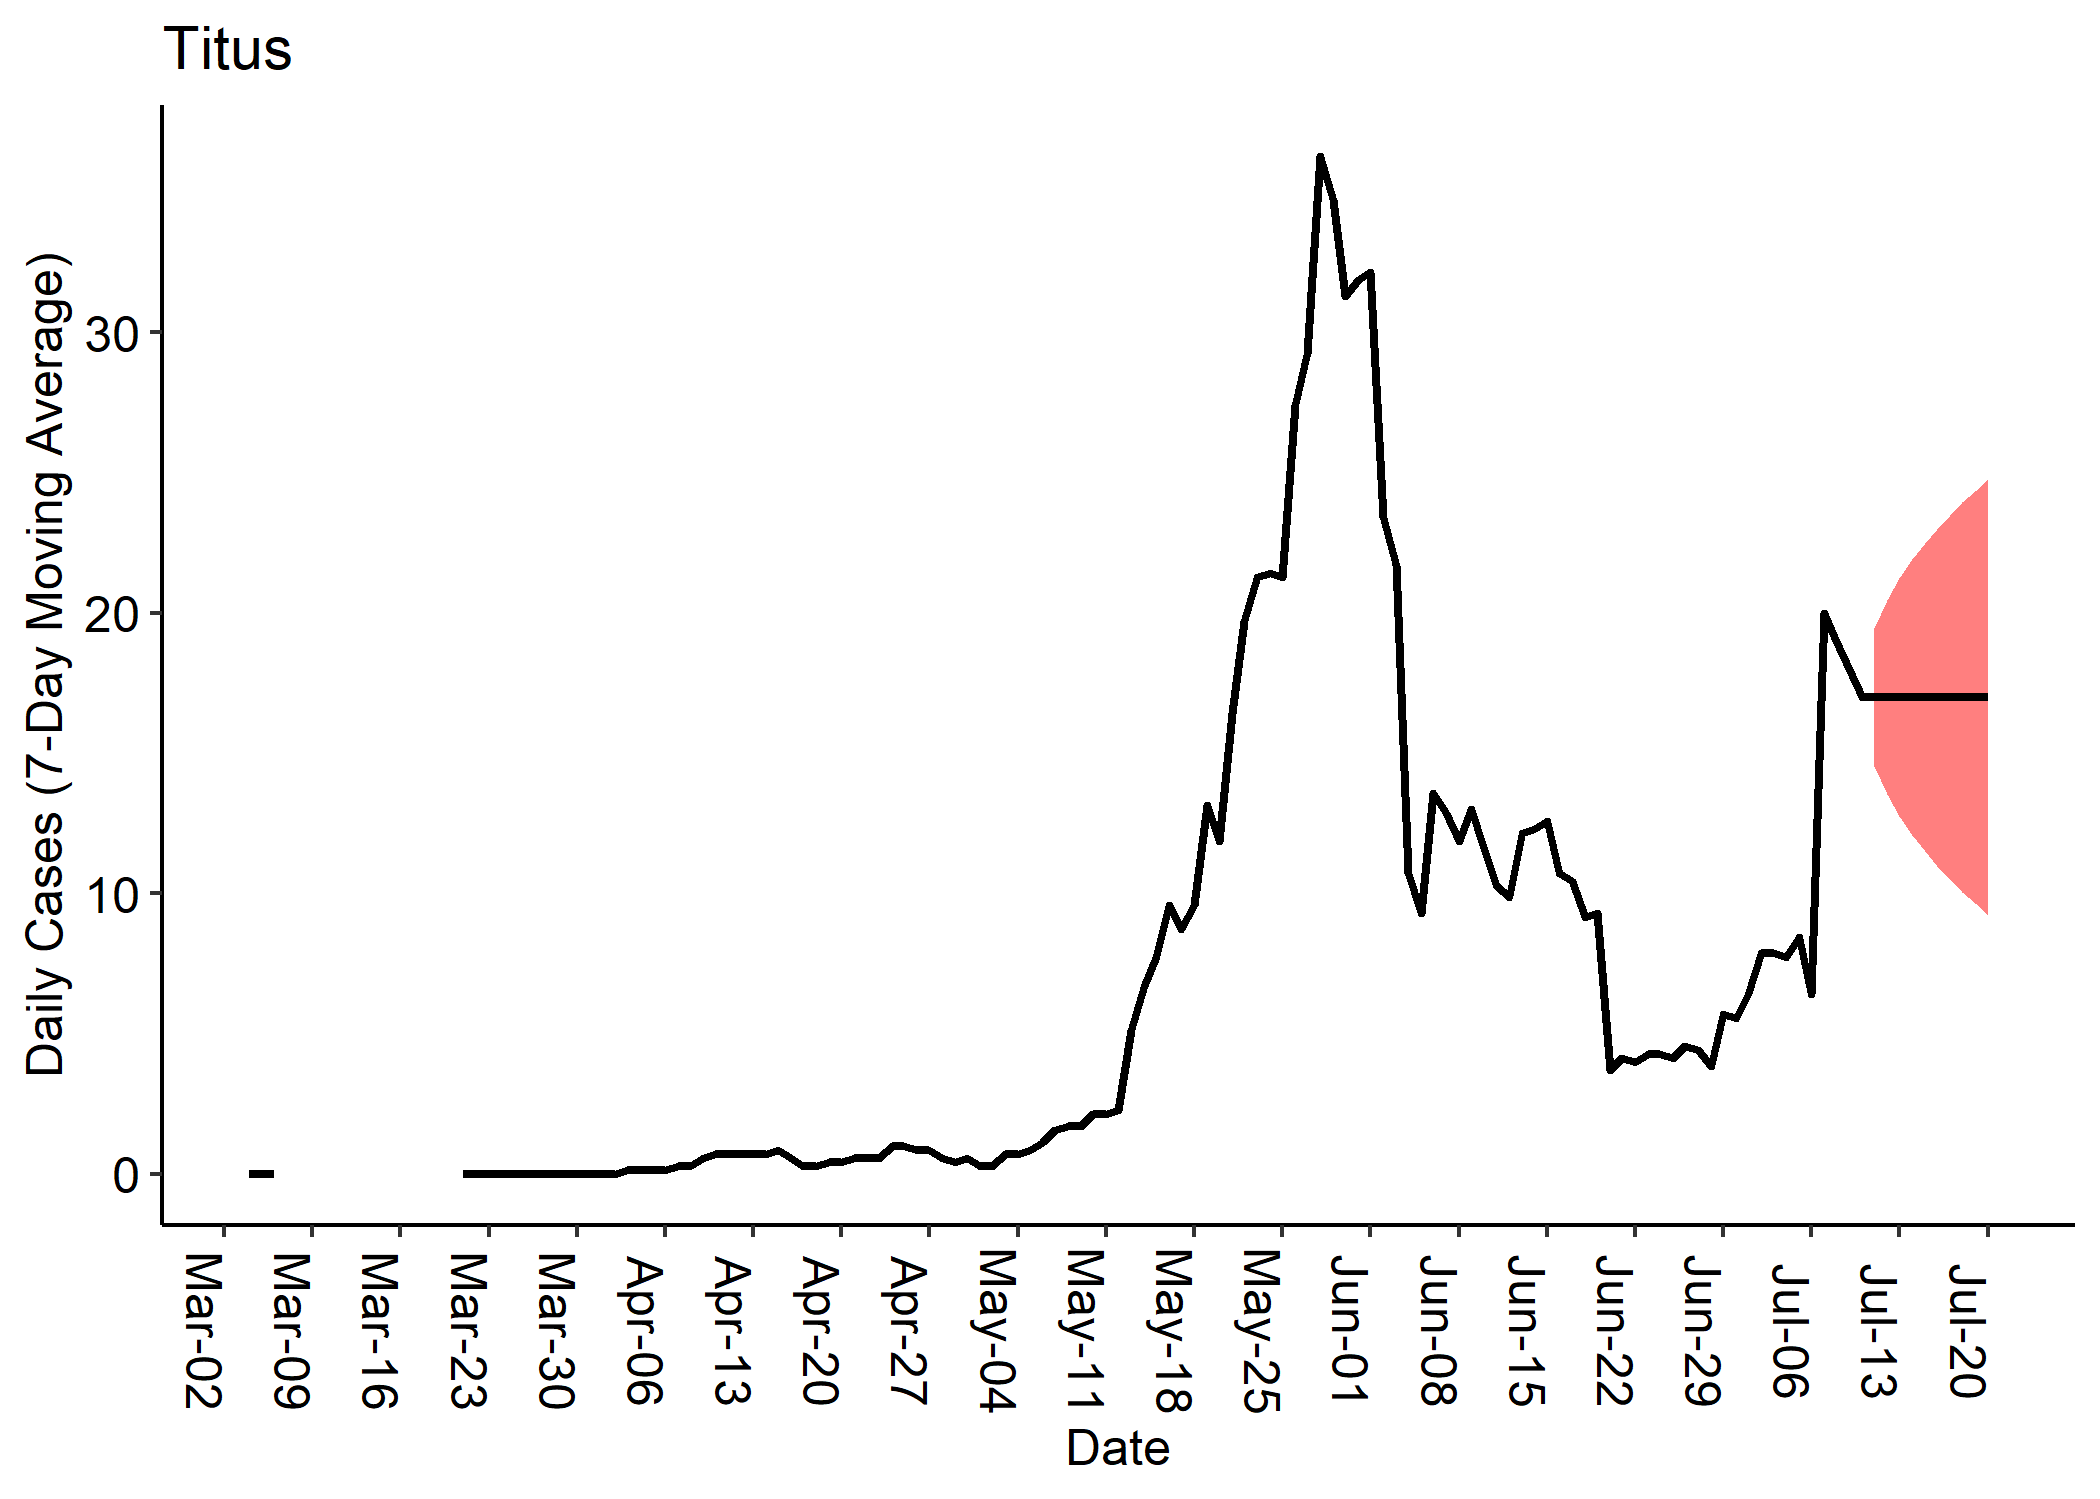 Titus
Daily Cases (7-Day Moving Average)
30
20
10
0
Mar-02
Mar-09
Mar-16
Mar-23
Mar-30
Apr-06
Apr-13
Apr-20
Apr-27
May-04
May-11
May-18
May-25
Jun-01
Jun-08
Jun-15
Jun-22
Jun-29
Jul-06
Jul-13
Jul-20
Date